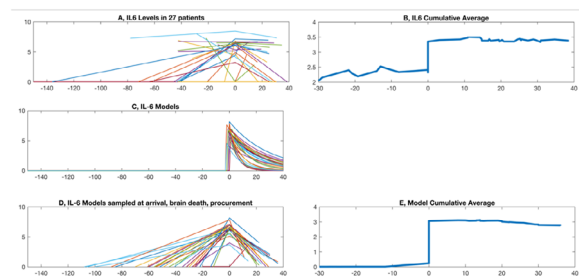 A, IL6 Levels in 27 patients
10
5
0
-140 -120 -100 -80 -60 -40 -20 0 20 40
B, IL6 Cumulative Average
4
3.5
3
2.5
2
-30 -20 -10 0 10 20 30 40
C, IL-6 Models
10
5
0
-140 -120 -100 -80 -60 -40 -20 0 20 40
D, IL-6 Models sampled at arrival, brain death, procurement
10
5
0
-140 -120 -100 -80 -60 -40 -20 0 20 40
E, Model Cumulative Average
4
3
2
1
0
-30 -20 -10 0 10 20 30 40